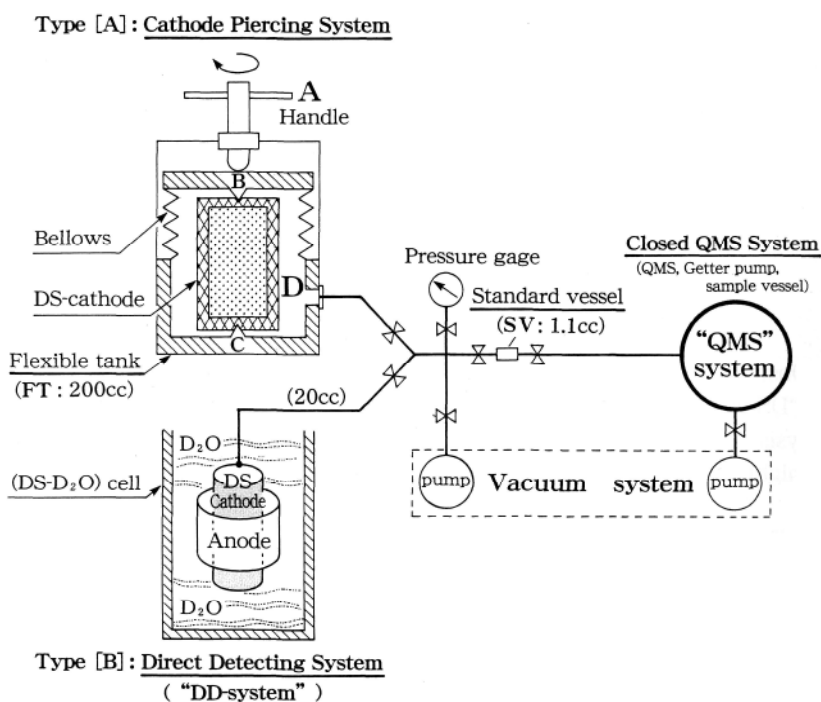 Type [A] : Cathode Piercing System
A
Handle
B
Bellows
DS-cathode
D
C
Flexible tank
(FT : 200cc)
Pressure gage
Standard vessel
(SV : 1.1cc)
Closed QMS System
(QMS, Getter pump,
sample vessel)
"QMS"
system
(20cc)
D₂O
(DS-D₂O) cell
DS
Cathode
Anode
D₂O
pump
Vacuum system
pump
Type [B] : Direct Detecting System
( "DD-system" )